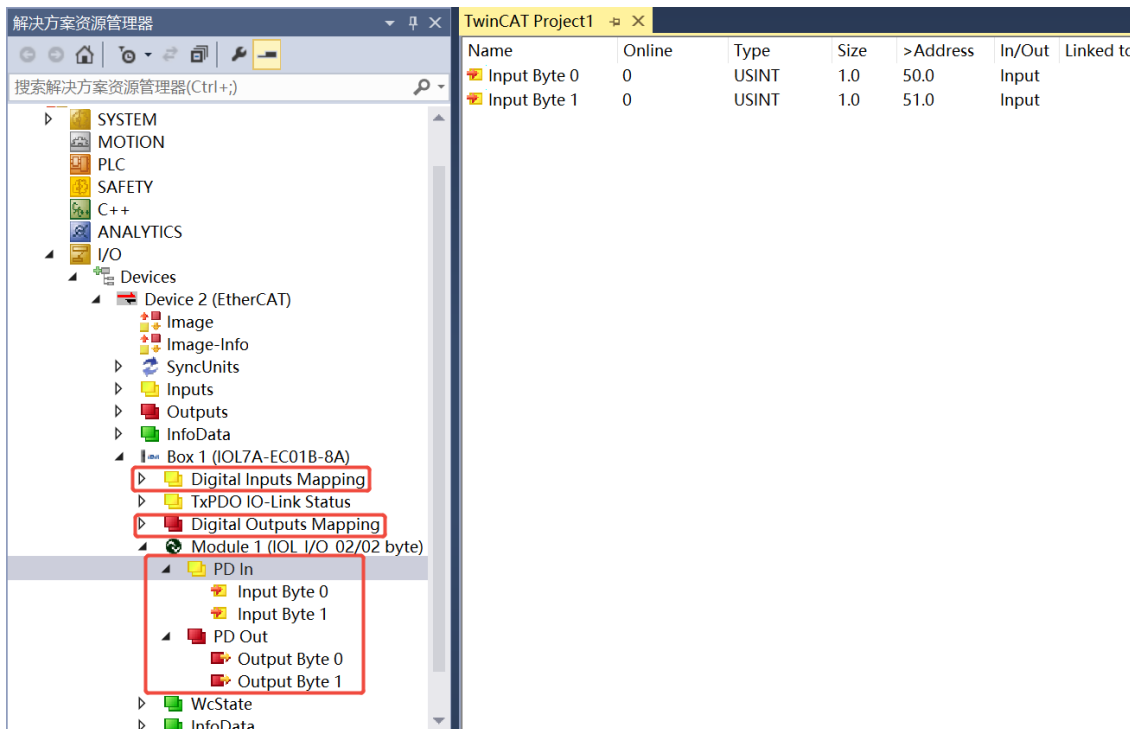 解决方案资源管理器
搜索解决方案资源管理器(Ctrl+;)
SYSTEM
MOTION
PLC
SAFETY
C++
ANALYTICS
I/O
Devices
Device 2 (EtherCAT)
Image
Image-Info
SyncUnits
Inputs
Outputs
InfoData
Box 1 (IOL7A-EC01B-8A)
Digital Inputs Mapping
TxPDO IO-Link Status
Digital Outputs Mapping
Module 1 (IOL I/O 02/02 byte)
PD In
Input Byte 0
Input Byte 1
PD Out
Output Byte 0
Output Byte 1
WcState
InfoData
TwinCAT Project1
Name Online Type Size >Address In/Out Linked to
Input Byte 0 0 USINT 1.0 50.0 Input
Input Byte 1 0 USINT 1.0 51.0 Input